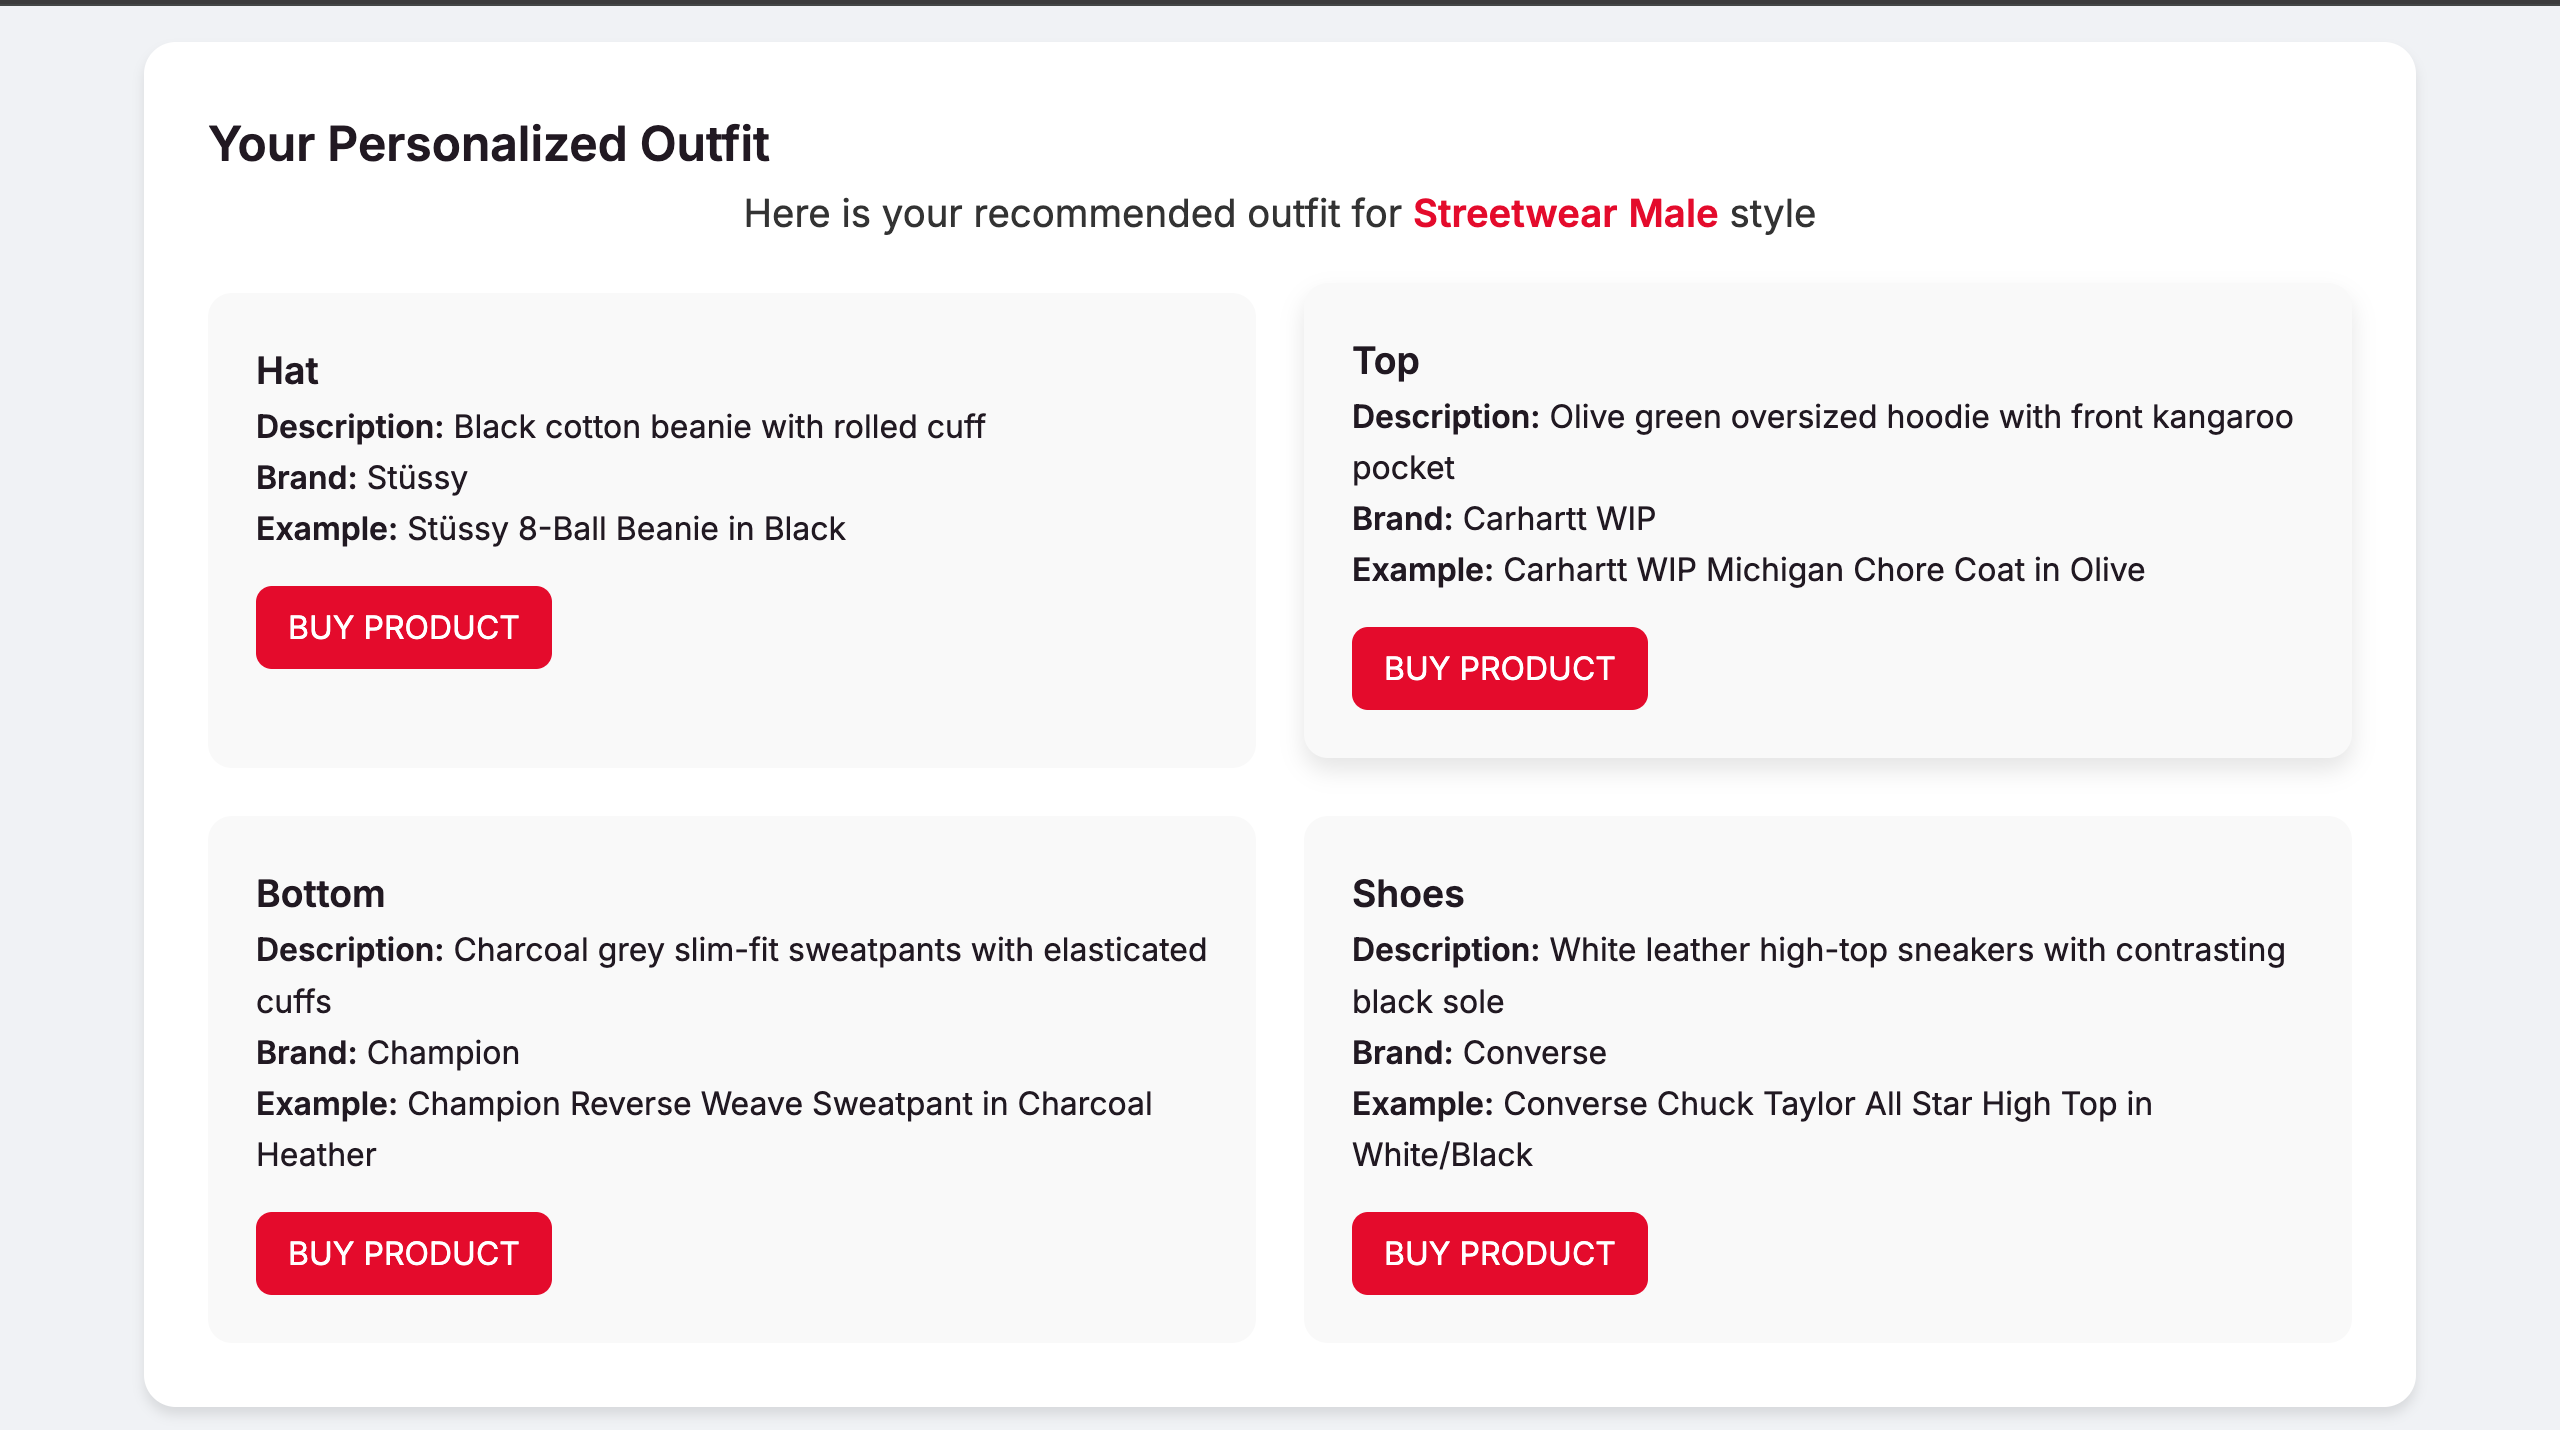 Your Personalized Outfit
Here is your recommended outfit for Streetwear Male style
Hat
Description: Black cotton beanie with rolled cuff
Brand: Stüssy
Example: Stüssy 8-Ball Beanie in Black
BUY PRODUCT
Top
Description: Olive green oversized hoodie with front kangaroo
pocket
Brand: Carhartt WIP
Example: Carhartt WIP Michigan Chore Coat in Olive
BUY PRODUCT
Bottom
Description: Charcoal grey slim-fit sweatpants with elasticated
cuffs
Brand: Champion
Example: Champion Reverse Weave Sweatpant in Charcoal
Heather
BUY PRODUCT
Shoes
Description: White leather high-top sneakers with contrasting
black sole
Brand: Converse
Example: Converse Chuck Taylor All Star High Top in
White/Black
BUY PRODUCT